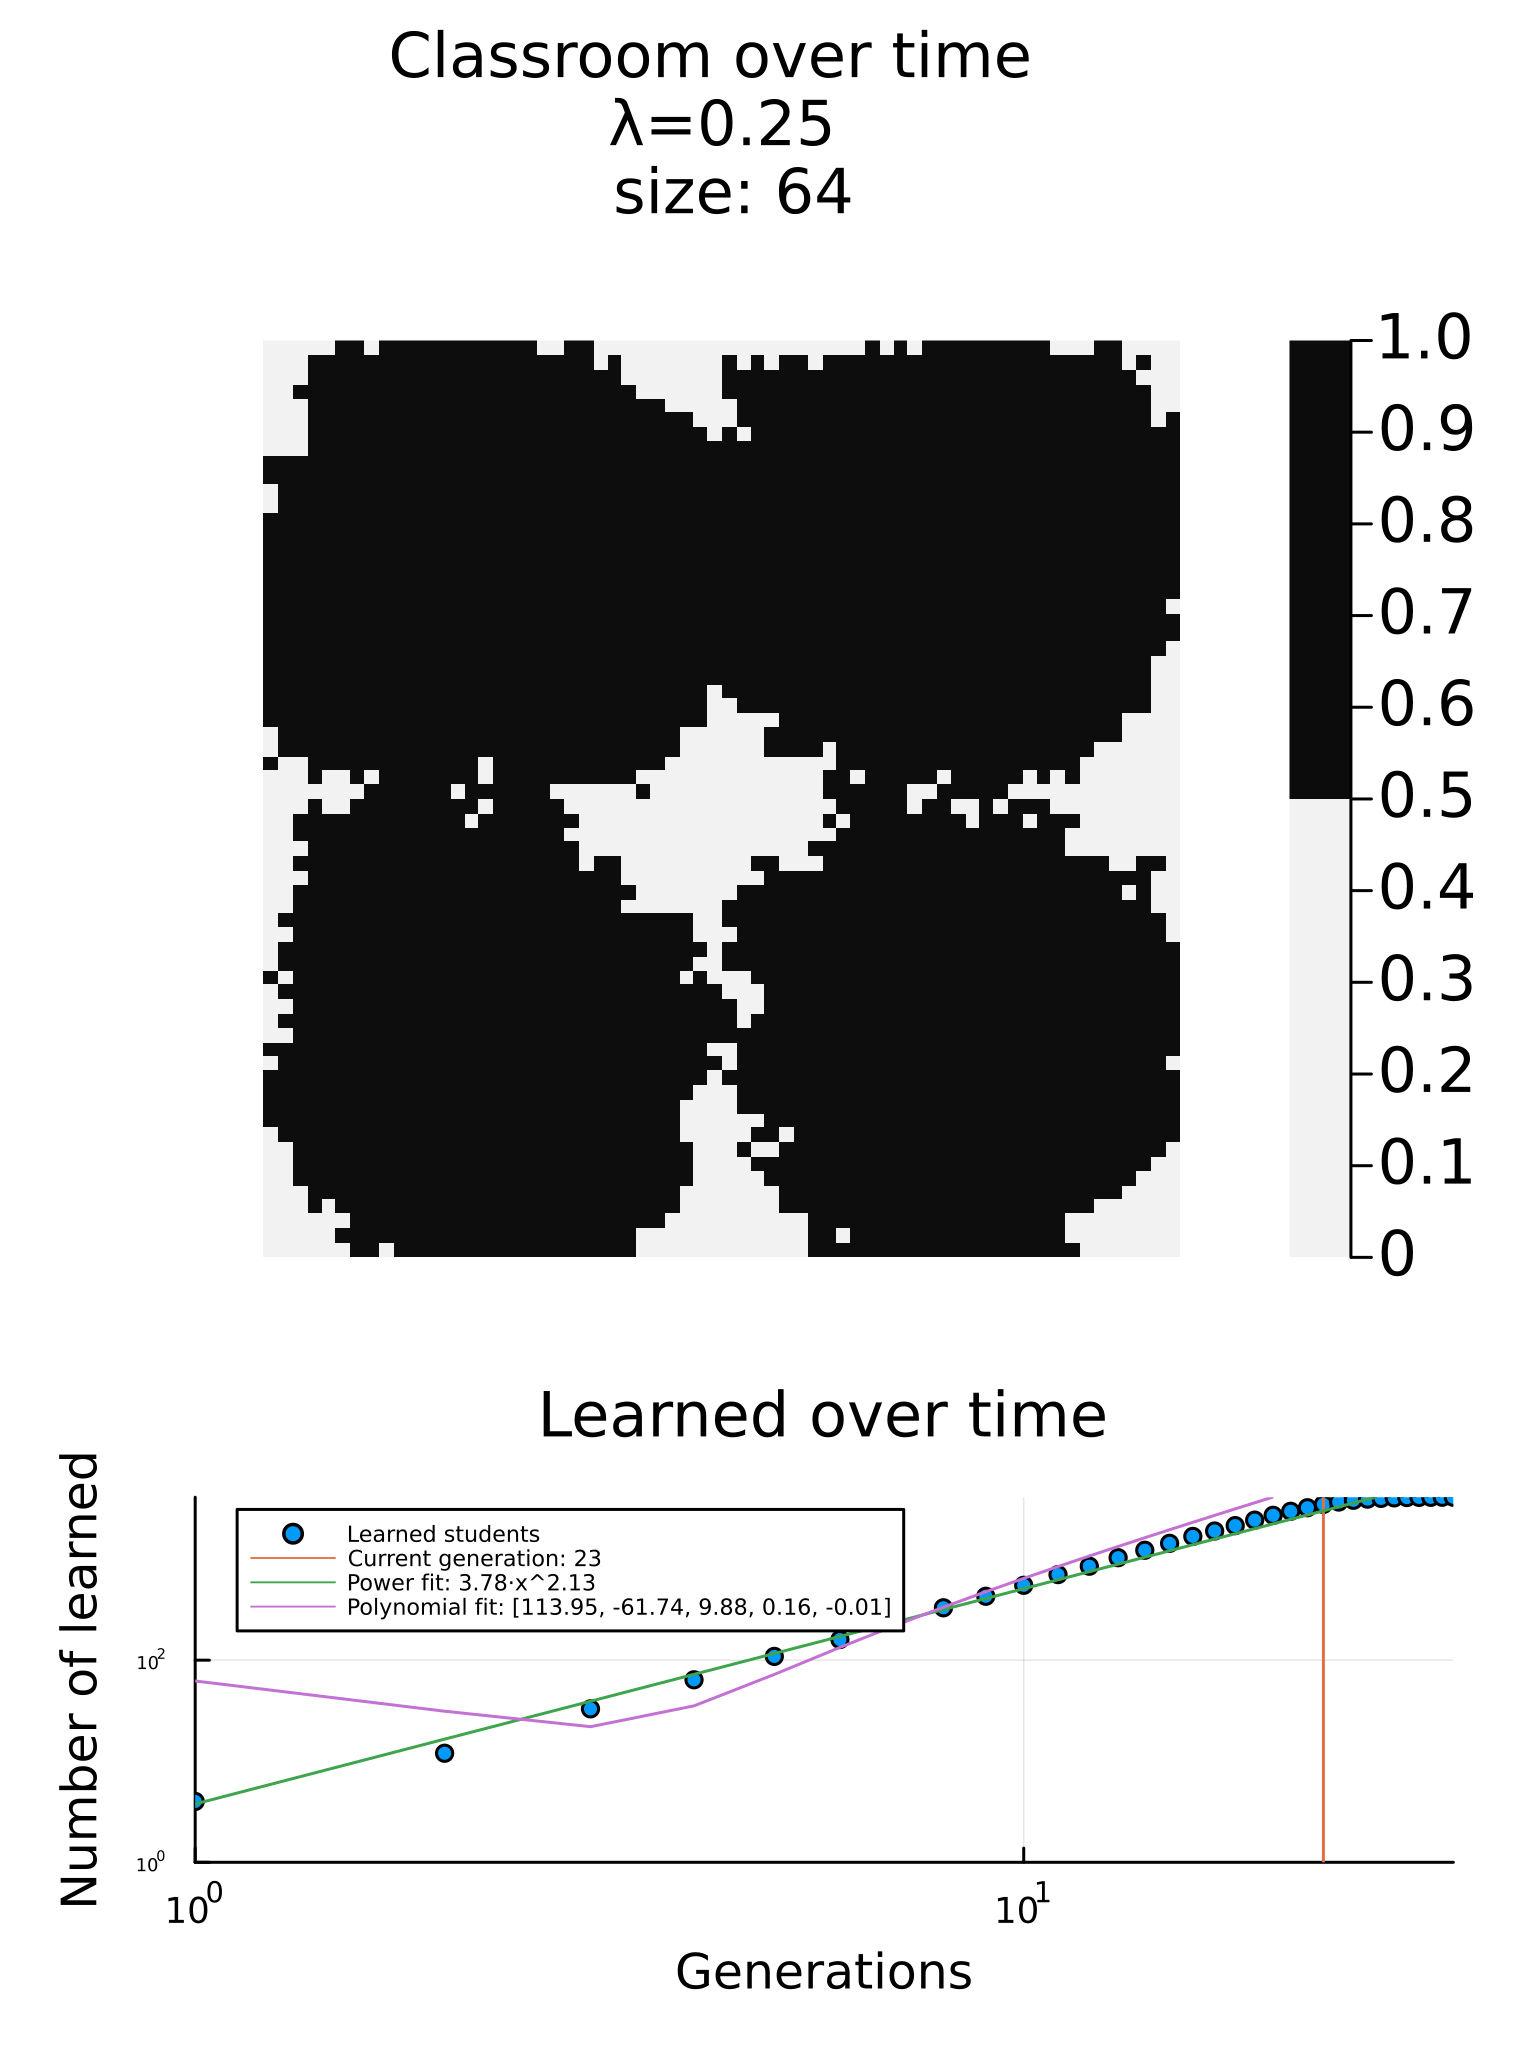 Classroom over time
λ=0.25
size: 64
1.0
0.9
0.8
0.7
0.6
0.5
0.4
0.3
0.2
0.1
0
Learned over time
Number of learned
Learned students
Current generation: 23
Power fit: 3.78·x^2.13
Polynomial fit: [113.95, -61.74, 9.88, 0.16, -0.01]
10²
10⁰
10⁰
10¹
Generations